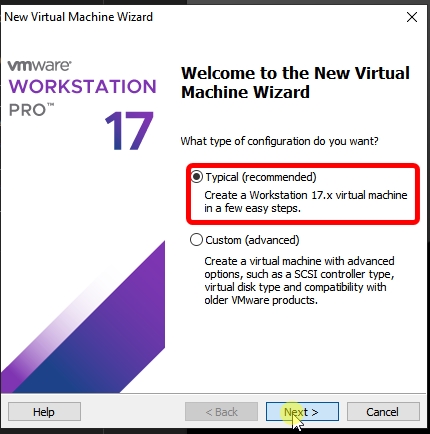 New Virtual Machine Wizard
vmware
WORKSTATION
PRO™
17
Welcome to the New Virtual
Machine Wizard
What type of configuration do you want?
Typical (recommended)
Create a Workstation 17.x virtual machine
in a few easy steps.
Custom (advanced)
Create a virtual machine with advanced
options, such as a SCSI controller type,
virtual disk type and compatibility with
older VMware products.
Help
< Back
Next >
Cancel